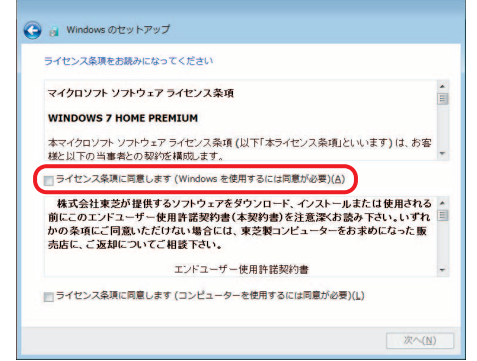 Windows のセットアップ
ライセンス条項をお読みになってください
マイクロソフト ソフトウェア ライセンス条項
WINDOWS 7 HOME PREMIUM
本マイクロソフト ソフトウェア ライセンス条項 (以下「本ライセンス条項」といいます) は、お客
様と以下の当事者との契約を構成します。
ライセンス条項に同意します (Windows を使用するには同意が必要)(A)
株式会社東芝が提供するソフトウェアをダウンロード、インストールまたは使用される
前にこのエンドユーザー使用許諾契約書(本契約書)を注意深くお読み下さい。いずれ
かの条項にご同意いただけない場合には、東芝製コンピューターをお求めになった販
売店に、ご返却についてご相談下さい。
エンドユーザー使用許諾契約書
ライセンス条項に同意します (コンピューターを使用するには同意が必要)(L)
次へ(N)